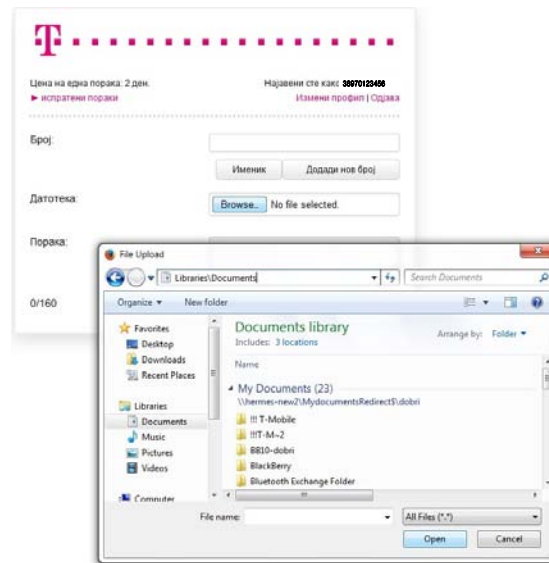 T
Цена на една порака: 2 ден.
Најавени сте како: 38970123456
► испратени пораки
Измени профил | Одјава
Број:
Именик
Додади нов број
Датотека:
Browse.. No file selected.
Порака:
0/160
File Upload
Libraries\Documents
Search Documents
Organize
New folder
Favorites
Desktop
Downloads
Recent Places
Libraries
Documents
Music
Pictures
Videos
Computer
Documents library
Includes: 3 locations
Arrange by: Folder
Name
My Documents (23)
\\hermes-new2\MydocumentsRedirect$\dobri
!!! T-Mobile
!!!T-M~2
BB10-dobri
BlackBerry
Bluetooth Exchange Folder
File name:
All Files (*.*)
Open
Cancel